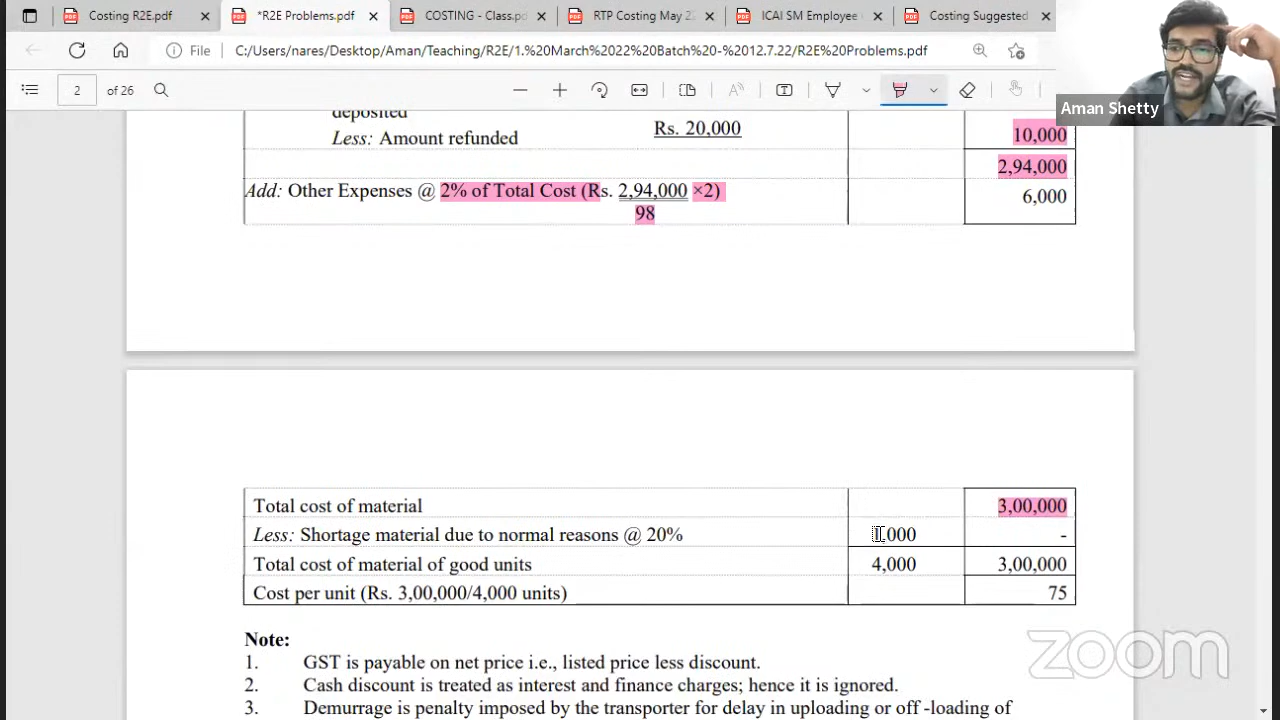 Costing R2E.pdf
*R2E Problems.pdf
COSTING - Class.pd
RTP Costing May 2
ICAI SM Employee
Costing Suggested
File
C:/Users/nares/Desktop/Aman/Teaching/R2E/1.%20March%2022%20Batch%20-%2012.7.22/R2E%20Problems.pdf
2 of 26
Aman Shetty
deposited
Less: Amount refunded Rs. 20,000 10,000
2,94,000
Add: Other Expenses @ 2% of Total Cost (Rs. 2,94,000 ×2) 6,000
98
Total cost of material 3,00,000
Less: Shortage material due to normal reasons @ 20% 1,000 -
Total cost of material of good units 4,000 3,00,000
Cost per unit (Rs. 3,00,000/4,000 units) 75
Note:
1. GST is payable on net price i.e., listed price less discount.
2. Cash discount is treated as interest and finance charges; hence it is ignored.
3. Demurrage is penalty imposed by the transporter for delay in uploading or off -loading of
zoom